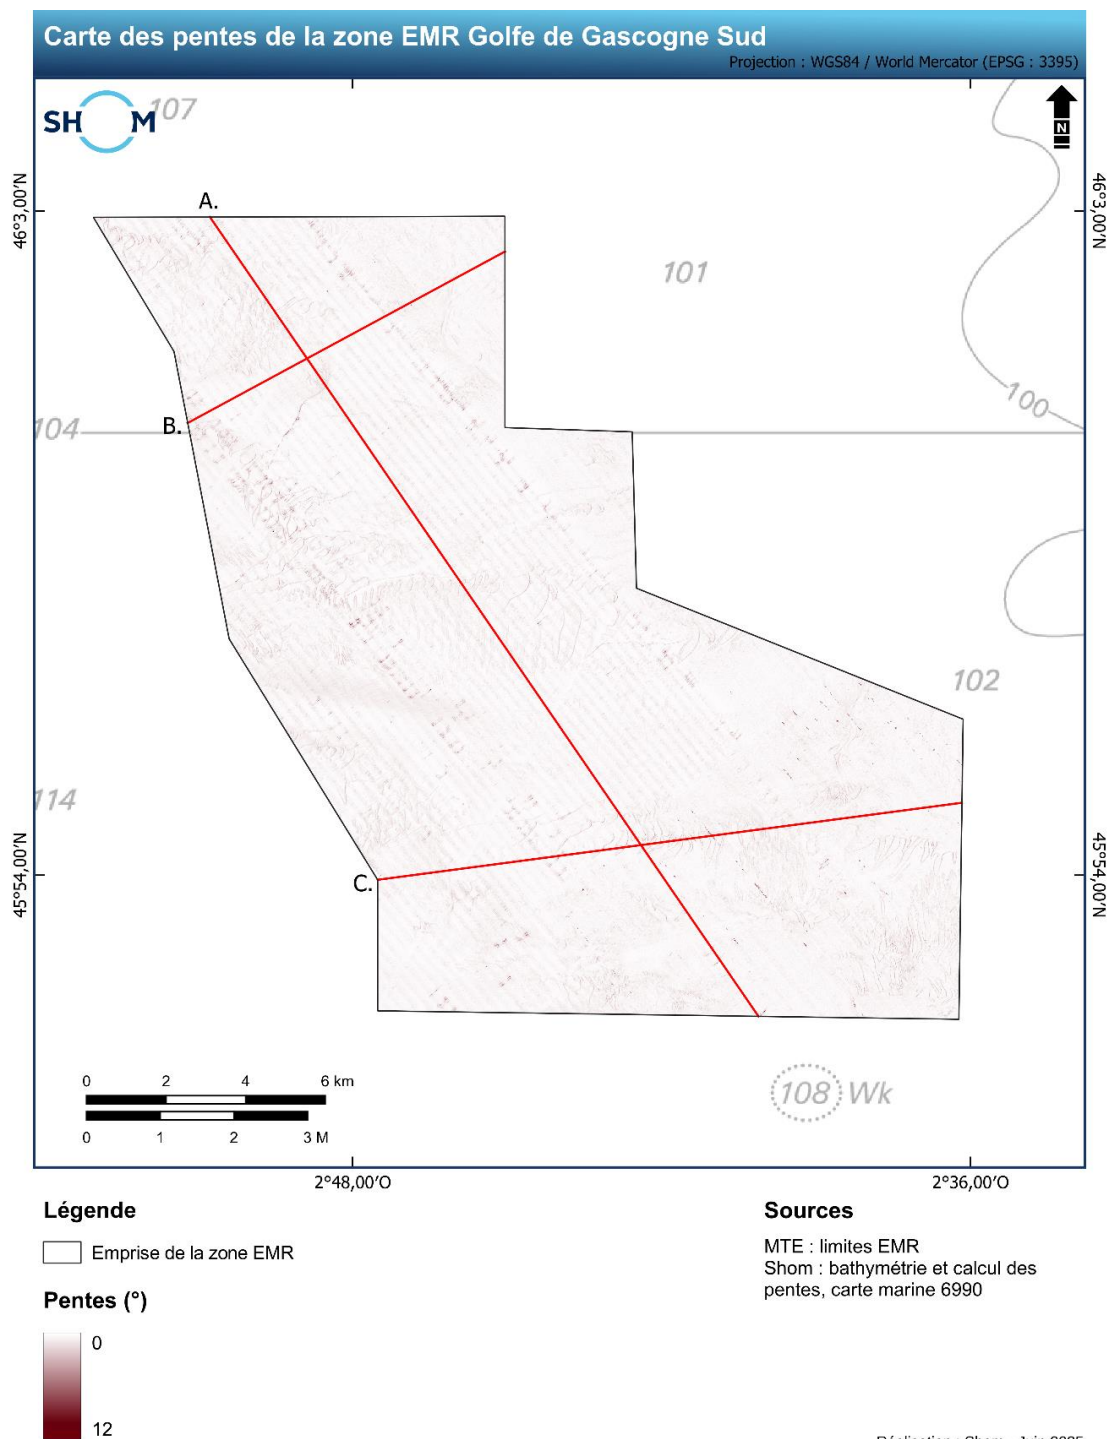 Carte des pentes de la zone EMR Golfe de Gascogne Sud
Projection : WGS84 / World Mercator (EPSG : 3395)
SHOM
107
N
46°3,00'N
46°3,00'N
A.
101
100
104
B.
102
114
45°54,00'N
45°54,00'N
C.
0 2 4 6 km
0 1 2 3 M
108 Wk
2°48,00'O
2°36,00'O
Légende
Emprise de la zone EMR
Pentes (°)
0
12
Sources
MTE : limites EMR
Shom : bathymétrie et calcul des
pentes, carte marine 6990